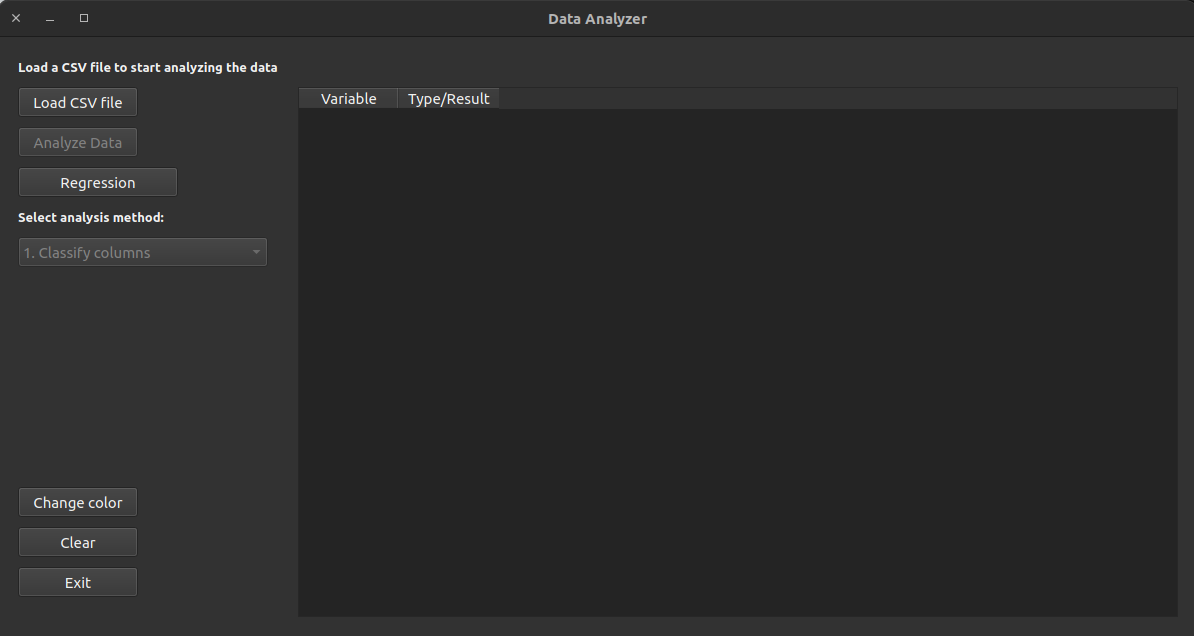 Data Analyzer
Load a CSV file to start analyzing the data
Load CSV file
Analyze Data
Regression
Select analysis method:
1. Classify columns
Change color
Clear
Exit
Variable Type/Result